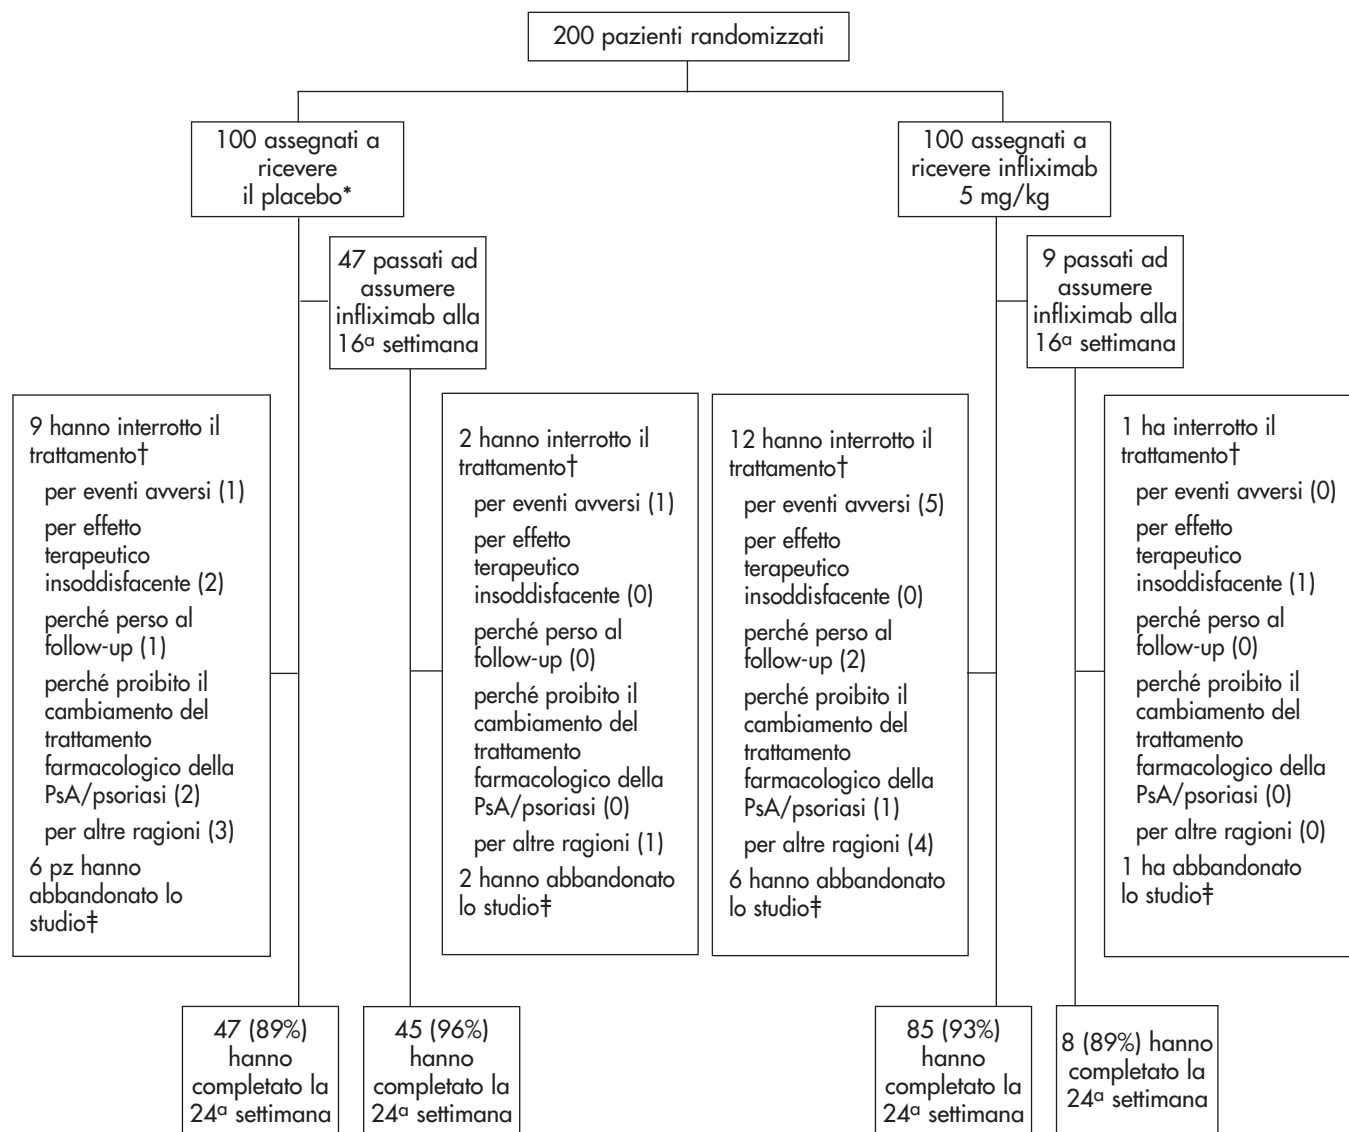 200 pazienti randomizzati
100 assegnati a
ricevere
il placebo*
100 assegnati a
ricevere infliximab
5 mg/kg
47 passati ad
assumere
infliximab alla
16ª settimana
9 passati ad
assumere
infliximab alla
16ª settimana
9 hanno interrotto il
trattamento†
per eventi avversi (1)
per effetto
terapeutico
insoddisfacente (2)
perché perso al
follow-up (1)
perché proibito il
cambiamento del
trattamento
farmacologico della
PsA/psoriasi (2)
per altre ragioni (3)
6 pz hanno
abbandonato lo
studio‡
2 hanno interrotto il
trattamento†
per eventi avversi (1)
per effetto
terapeutico
insoddisfacente (0)
perché perso al
follow-up (0)
perché proibito il
cambiamento del
trattamento
farmacologico della
PsA/psoriasi (0)
per altre ragioni (1)
2 hanno abbandonato
lo studio‡
12 hanno interrotto il
trattamento†
per eventi avversi (5)
per effetto
terapeutico
insoddisfacente (0)
perché perso al
follow-up (2)
perché proibito il
cambiamento del
trattamento
farmacologico della
PsA/psoriasi (1)
per altre ragioni (4)
6 hanno abbandonato
lo studio‡
1 ha interrotto il
trattamento†
per eventi avversi (0)
per effetto
terapeutico
insoddisfacente (1)
perché perso al
follow-up (0)
perché proibito il
cambiamento del
trattamento
farmacologico della
PsA/psoriasi (0)
per altre ragioni (0)
1 ha abbandonato
lo studio‡
47 (89%)
hanno
completato la
24ª settimana
45 (96%)
hanno
completato la
24ª settimana
85 (93%)
hanno
completato la
24ª settimana
8 (89%) hanno
completato la
24ª settimana